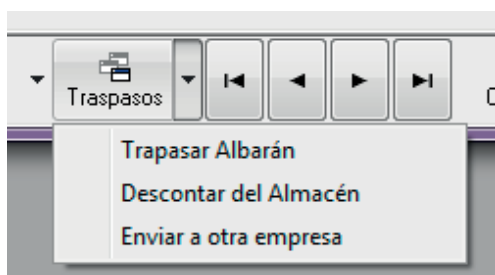 Traspasos
Trapasar Albarán
Descontar del Almacén
Enviar a otra empresa